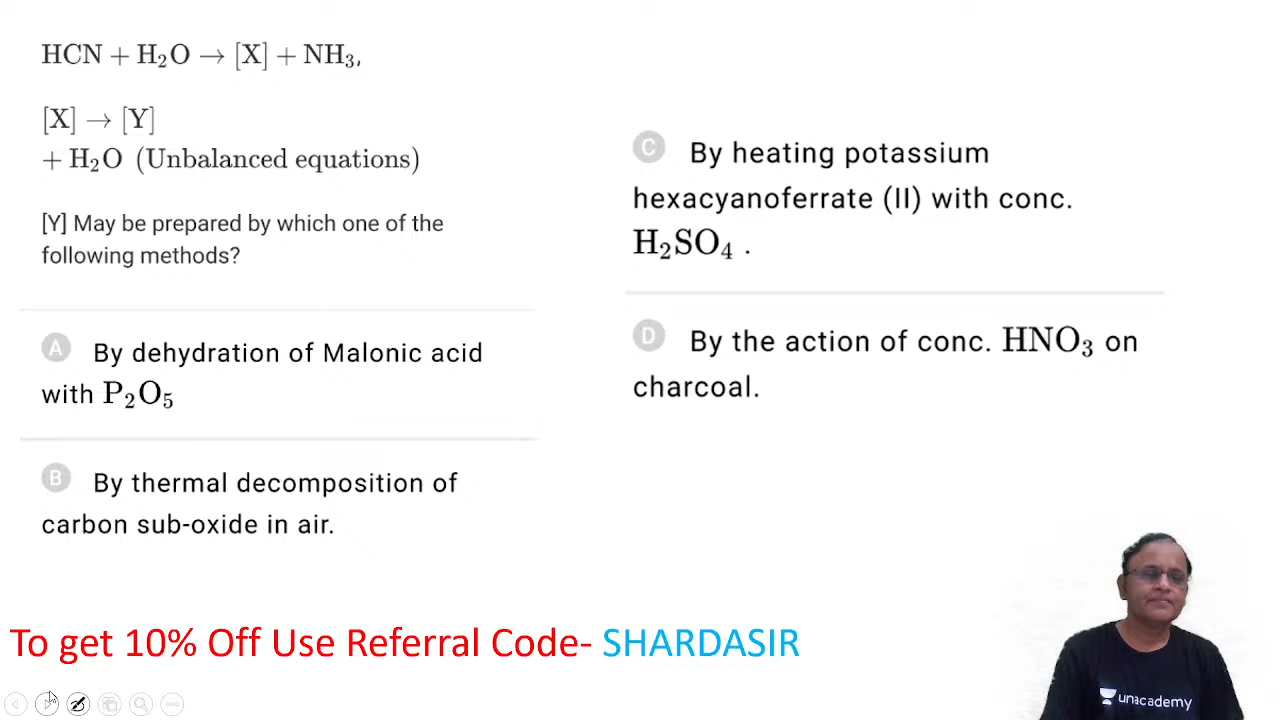 HCN + H₂O → [X] + NH₃,
[X] → [Y]
+ H₂O (Unbalanced equations)
[Y] May be prepared by which one of the
following methods?
A By dehydration of Malonic acid
with P₂O₅
B By thermal decomposition of
carbon sub-oxide in air.
C By heating potassium
hexacyanoferrate (II) with conc.
H₂SO₄ .
D By the action of conc. HNO₃ on
charcoal.
To get 10% Off Use Referral Code- SHARDASIR
unacademy